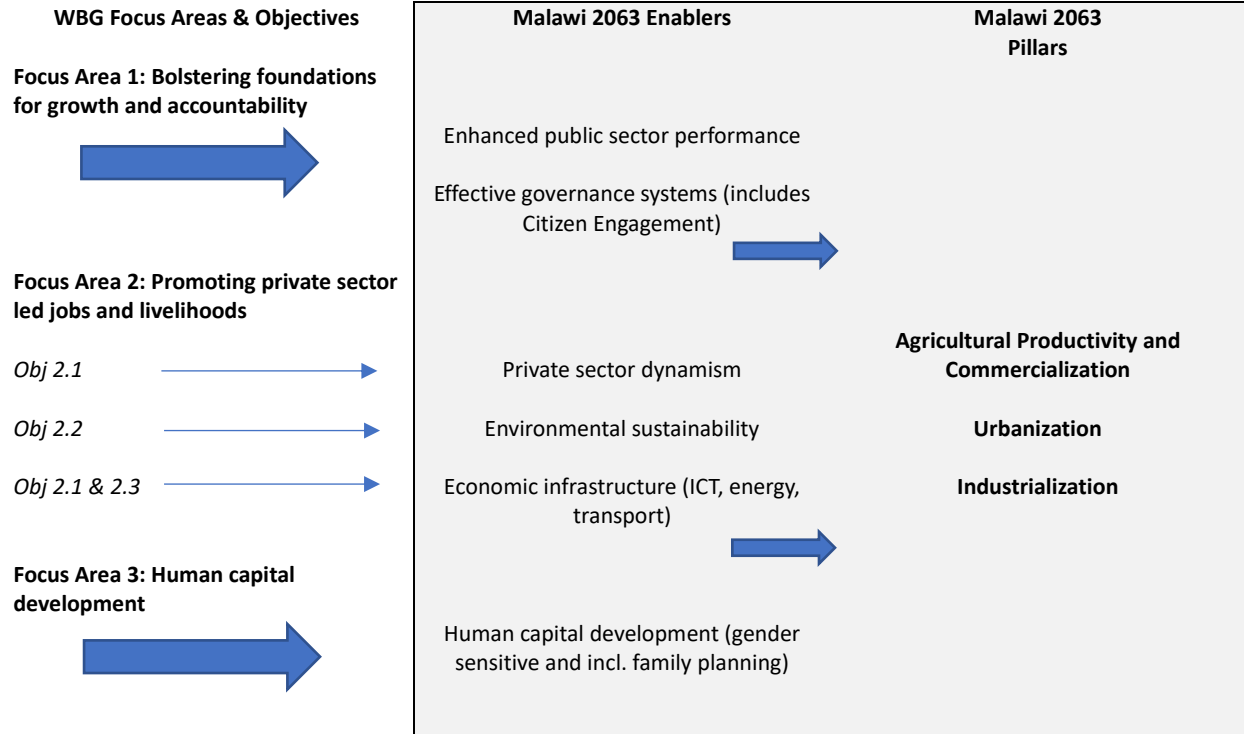 WBG Focus Areas & Objectives
Malawi 2063 Enablers
Malawi 2063
Pillars
Focus Area 1: Bolstering foundations
for growth and accountability
Enhanced public sector performance
Effective governance systems (includes
Citizen Engagement)
Focus Area 2: Promoting private sector
led jobs and livelihoods
Agricultural Productivity and
Commercialization
Obj 2.1
Private sector dynamism
Obj 2.2
Environmental sustainability
Urbanization
Obj 2.1 & 2.3
Economic infrastructure (ICT, energy,
transport)
Industrialization
Focus Area 3: Human capital
development
Human capital development (gender
sensitive and incl. family planning)